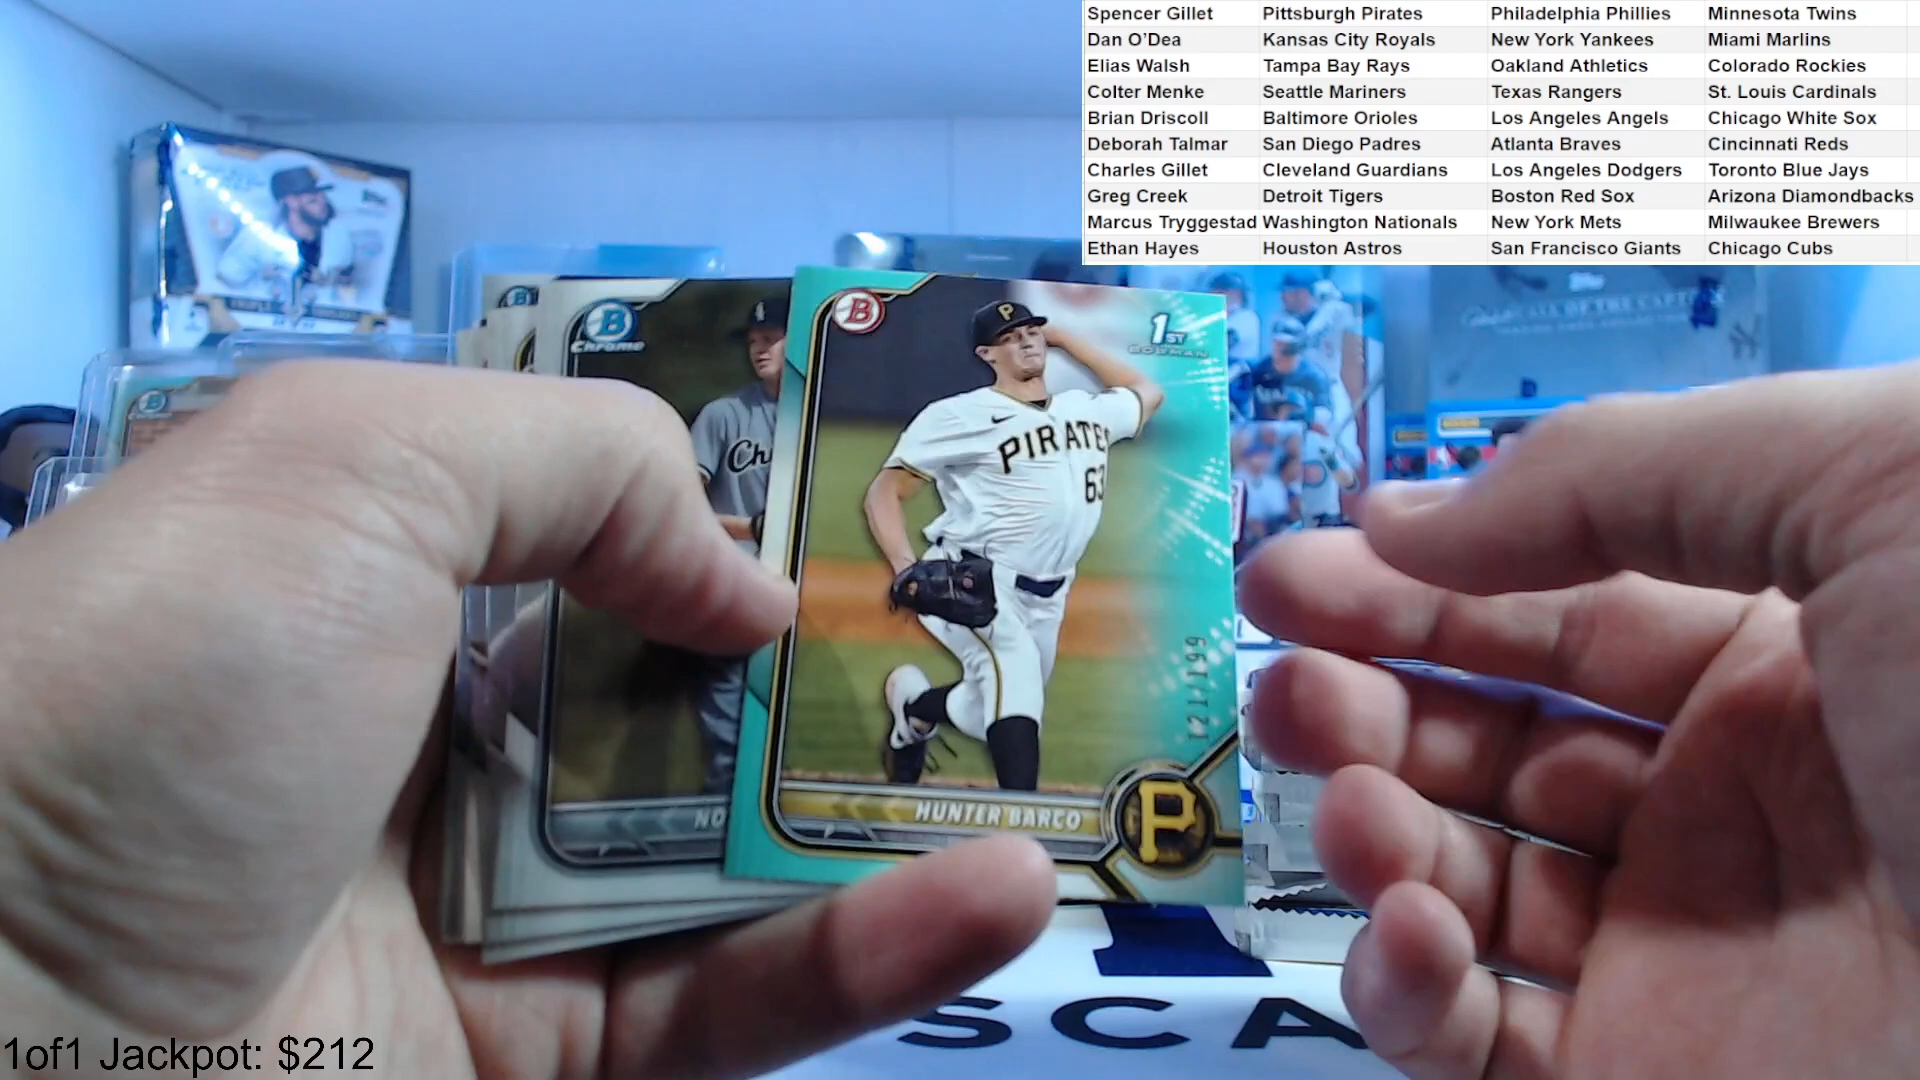 Spencer Gillet Pittsburgh Pirates Philadelphia Phillies Minnesota Twins
Dan O'Dea Kansas City Royals New York Yankees Miami Marlins
Elias Walsh Tampa Bay Rays Oakland Athletics Colorado Rockies
Colter Menke Seattle Mariners Texas Rangers St. Louis Cardinals
Brian Driscoll Baltimore Orioles Los Angeles Angels Chicago White Sox
Deborah Talmar San Diego Padres Atlanta Braves Cincinnati Reds
Charles Gillet Cleveland Guardians Los Angeles Dodgers Toronto Blue Jays
Greg Creek Detroit Tigers Boston Red Sox Arizona Diamondbacks
Marcus Tryggestad Washington Nationals New York Mets Milwaukee Brewers
Ethan Hayes Houston Astros San Francisco Giants Chicago Cubs
B
Chrome
B
P
1ST
BOWMAN
PIRATES
63
Ch
121/199
NO
HUNTER BARCO
P
SCA
1of1 Jackpot: $212